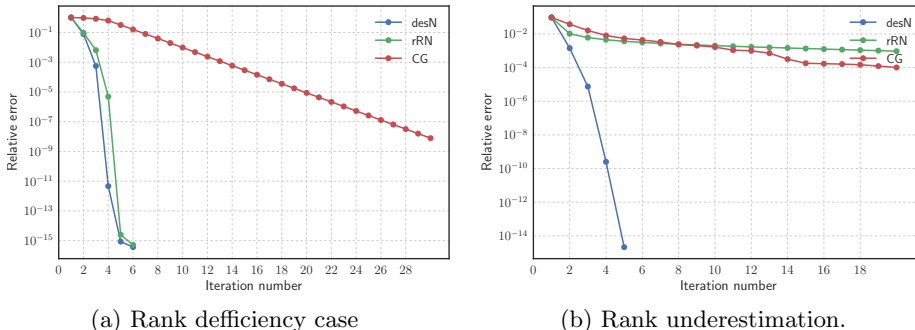 desN
rRN
CG
Relative error
10⁻¹
10⁻³
10⁻⁵
10⁻⁷
10⁻⁹
10⁻¹¹
10⁻¹³
10⁻¹⁵
0 2 4 6 8 10 12 14 16 18 20 22 24 26 28
Iteration number
(a) Rank defficiency case
desN
rRN
CG
Relative error
10⁻²
10⁻⁴
10⁻⁶
10⁻⁸
10⁻¹⁰
10⁻¹²
10⁻¹⁴
0 2 4 6 8 10 12 14 16 18
Iteration number
(b) Rank underestimation.